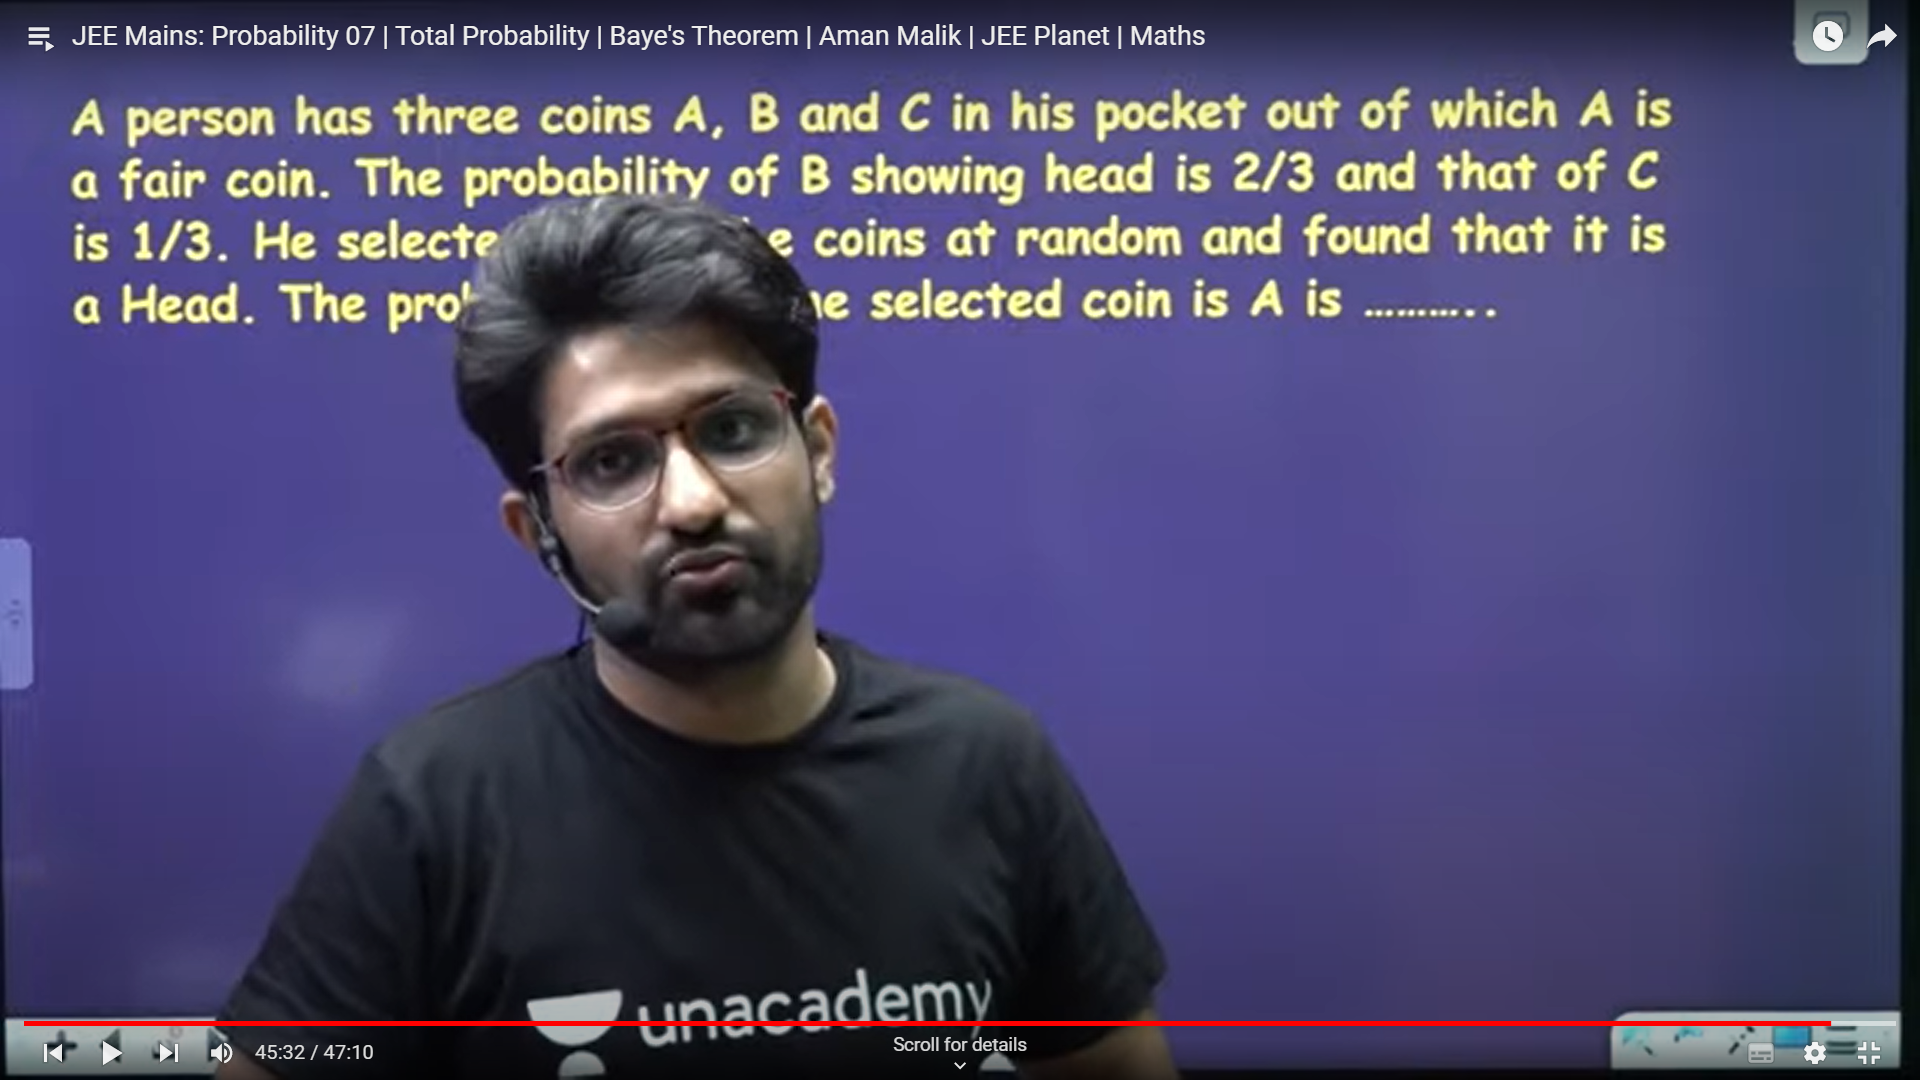 JEE Mains: Probability 07 | Total Probability | Baye's Theorem | Aman Malik | JEE Planet | Maths
A person has three coins A, B and C in his pocket out of which A is
a fair coin. The probability of B showing head is 2/3 and that of C
is 1/3. He coins at random and found that it is
a Head. The selected coin is A is ...........
unacademy
45:32 / 47:10
Scroll for details